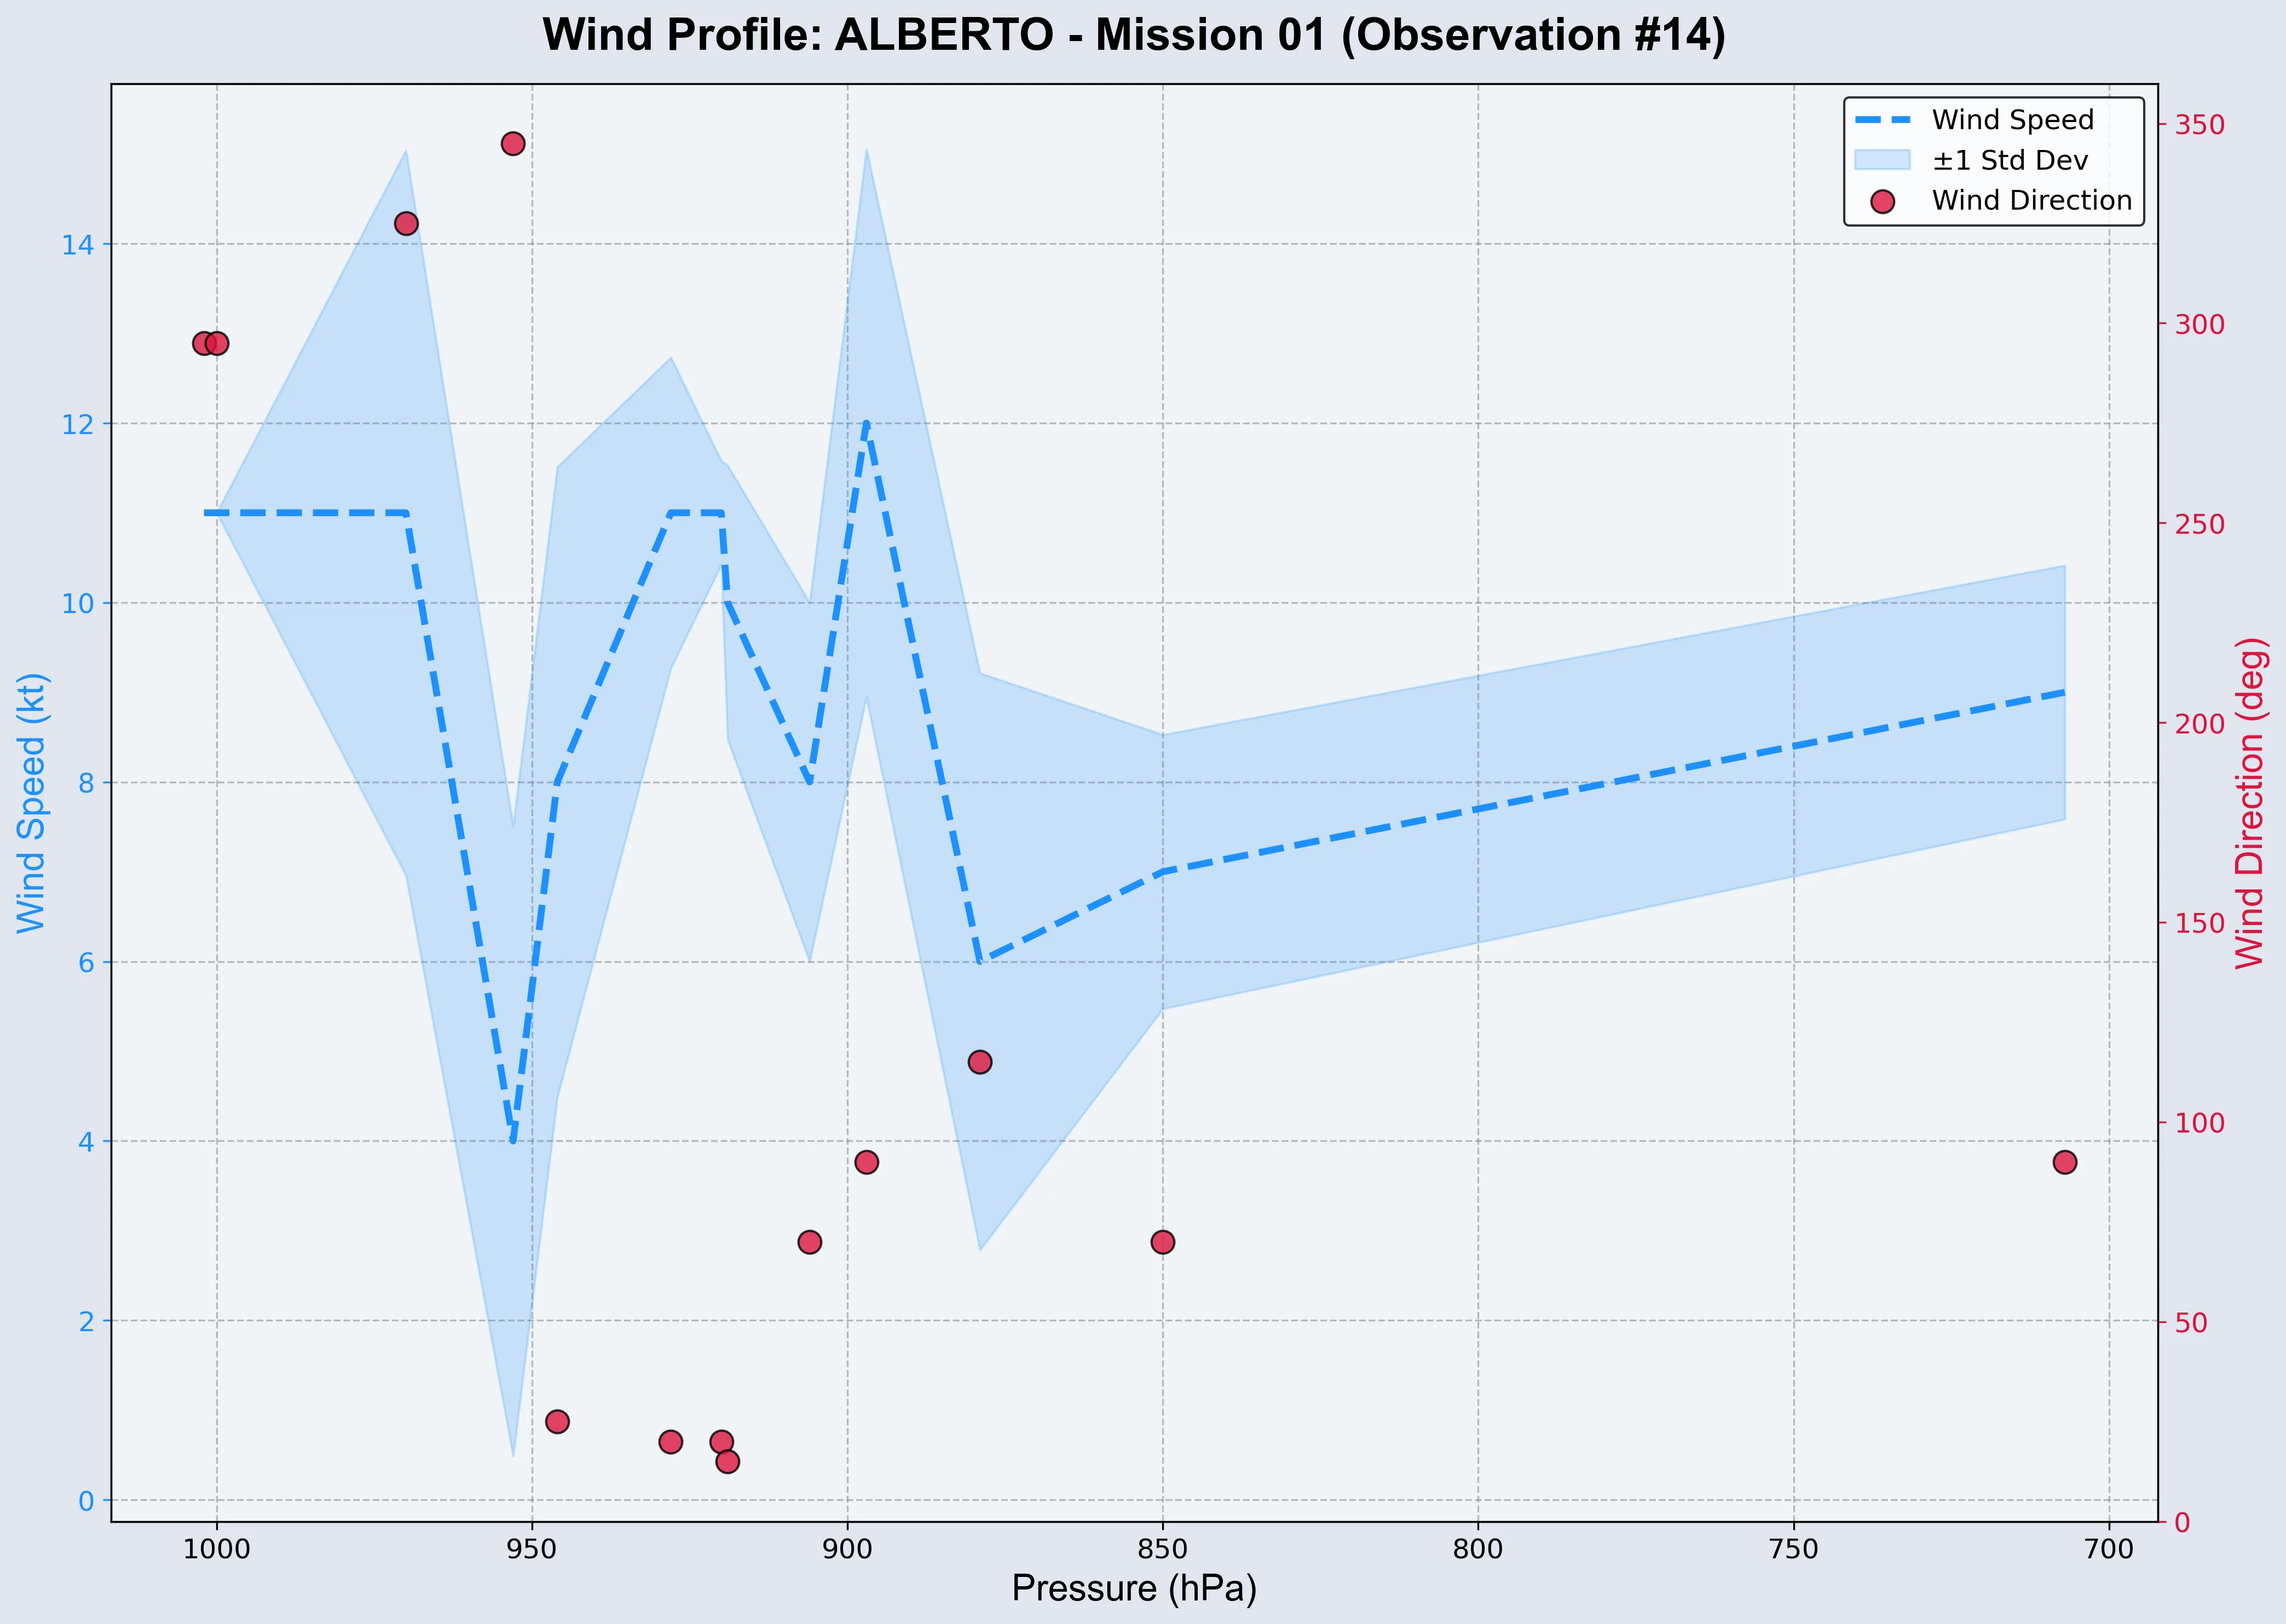 Wind Profile: ALBERTO - Mission 01 (Observation #14)
Wind Speed
±1 Std Dev
Wind Direction
Wind Speed (kt)
14
12
10
8
6
4
2
0
350
300
250
200
150
100
50
0
Wind Direction (deg)
1000 950 900 850 800 750 700
Pressure (hPa)